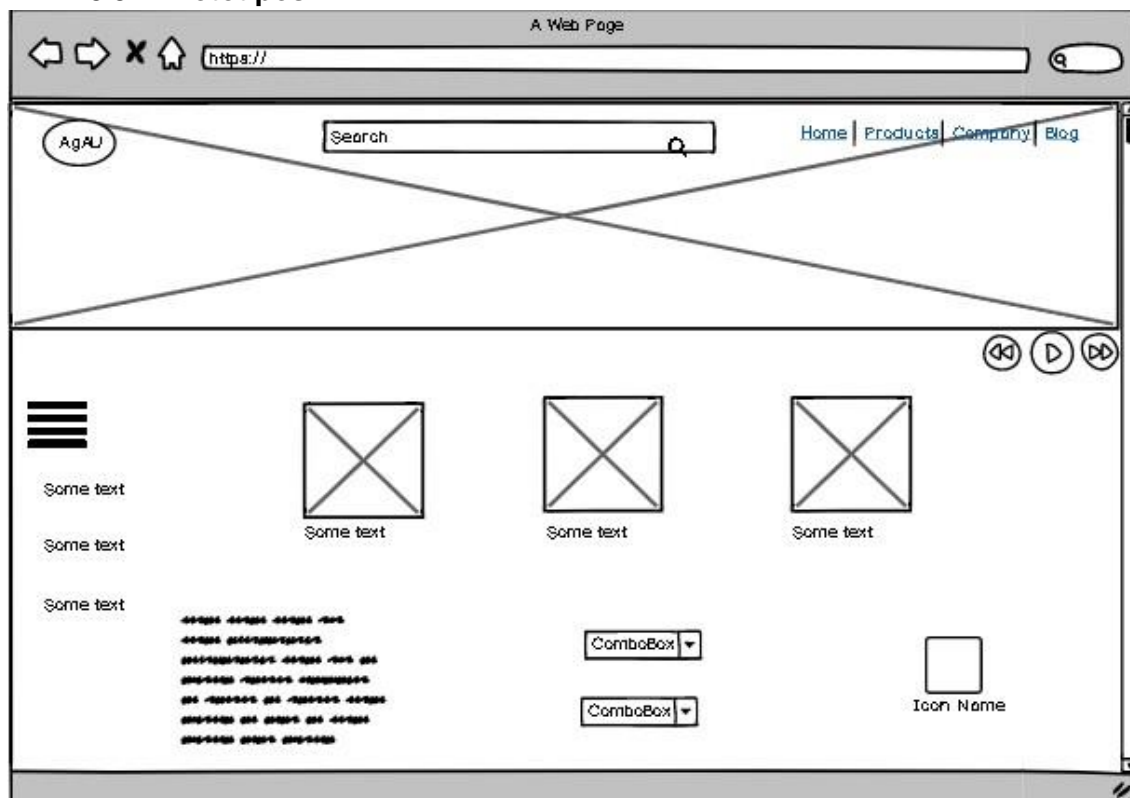 A Web Page
https://
AgAU
Search
Home | Products | Company | Blog
Some text
Some text
Some text
Some text
Some text
Some text
ComboBox
ComboBox
Icon Name